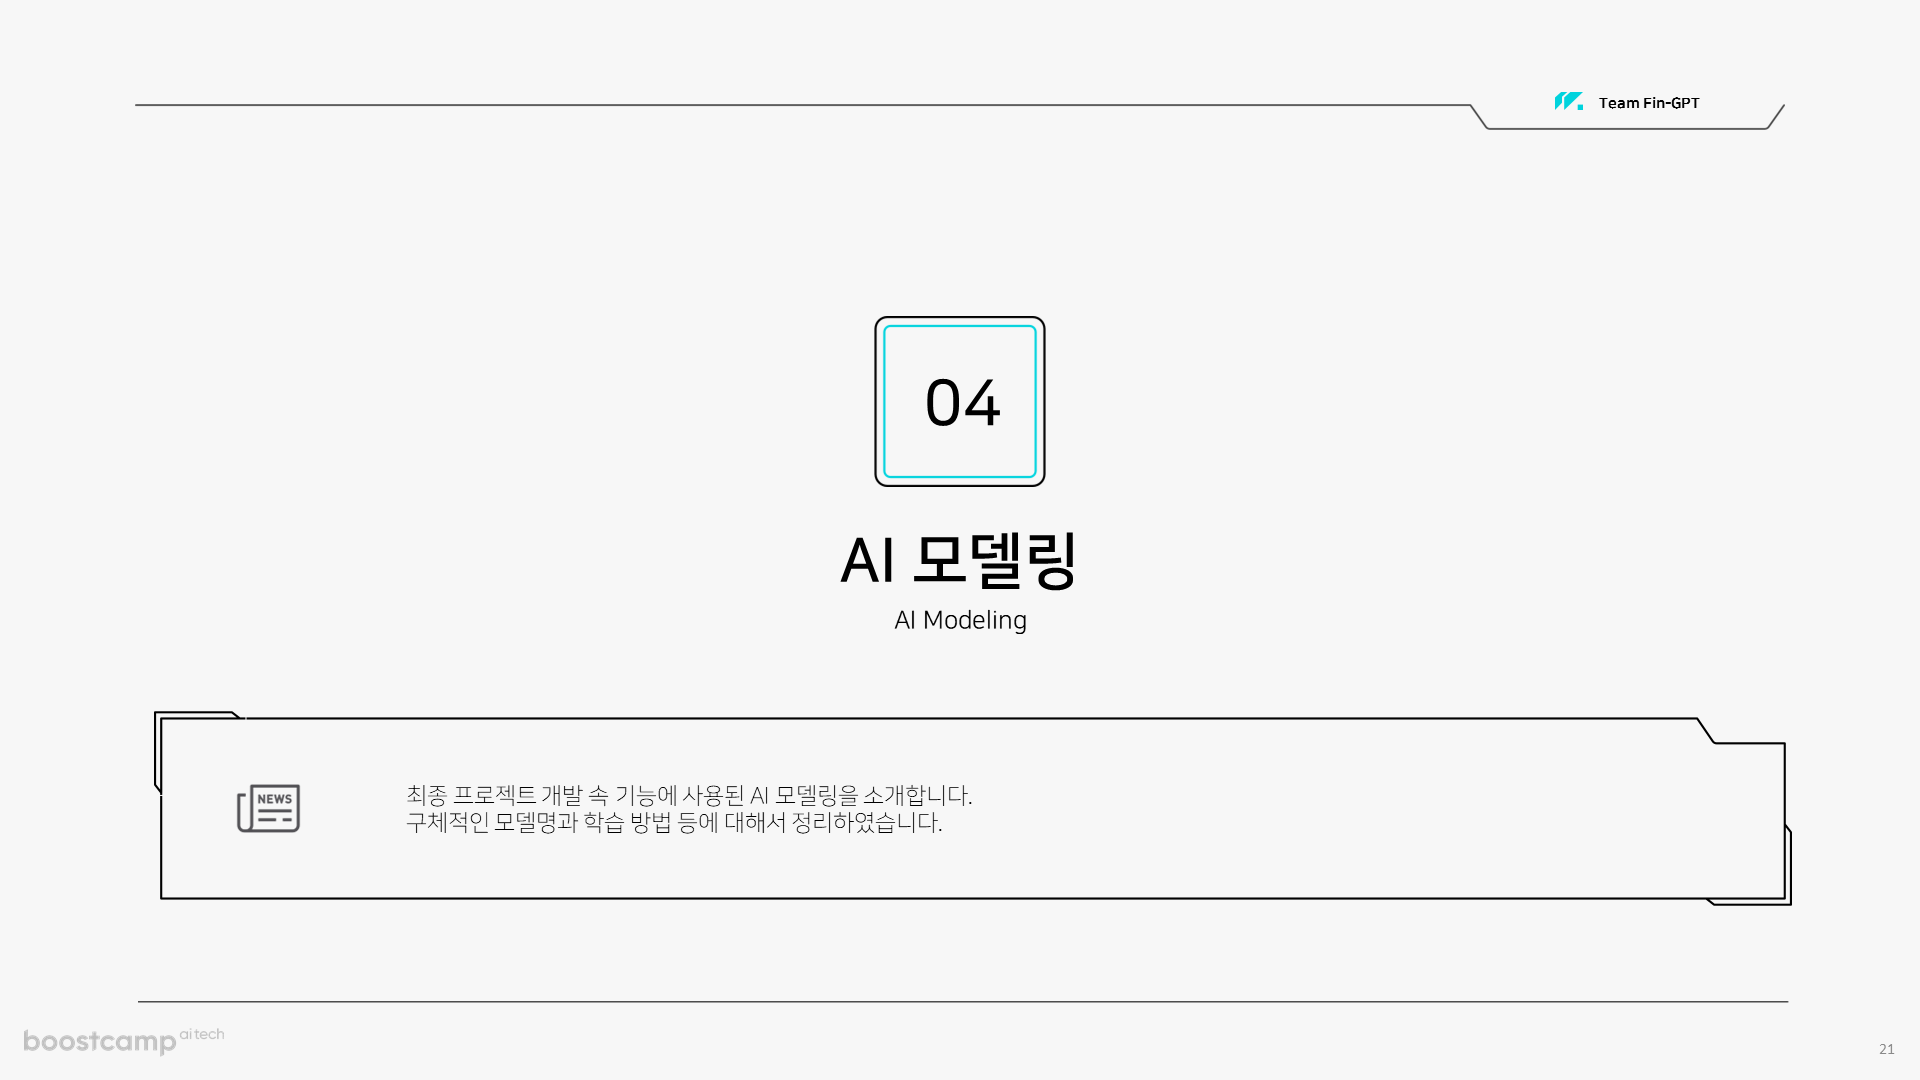 Team Fin-GPT
04
AI 모델링
AI Modeling
NEWS
최종 프로젝트 개발 속 기능에 사용된 AI 모델링을 소개합니다.
구체적인 모델명과 학습 방법 등에 대해서 정리하였습니다.
boostcamp ai tech
21